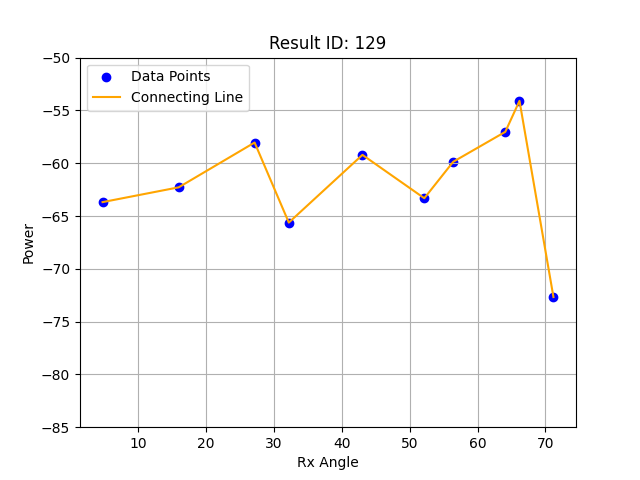 Result ID: 129
Data Points
Connecting Line
Power
−50
−55
−60
−65
−70
−75
−80
−85
10 20 30 40 50 60 70
Rx Angle